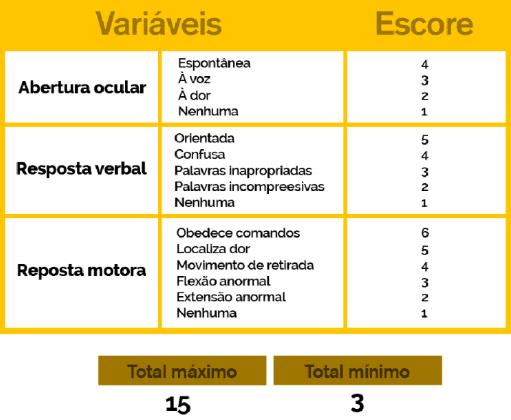 Variáveis Escore
Abertura ocular
Espontânea 4
À voz 3
À dor 2
Nenhuma 1
Resposta verbal
Orientada 5
Confusa 4
Palavras inapropriadas 3
Palavras incompreesivas 2
Nenhuma 1
Reposta motora
Obedece comandos 6
Localiza dor 5
Movimento de retirada 4
Flexão anormal 3
Extensão anormal 2
Nenhuma 1
Total máximo Total mínimo
15 3